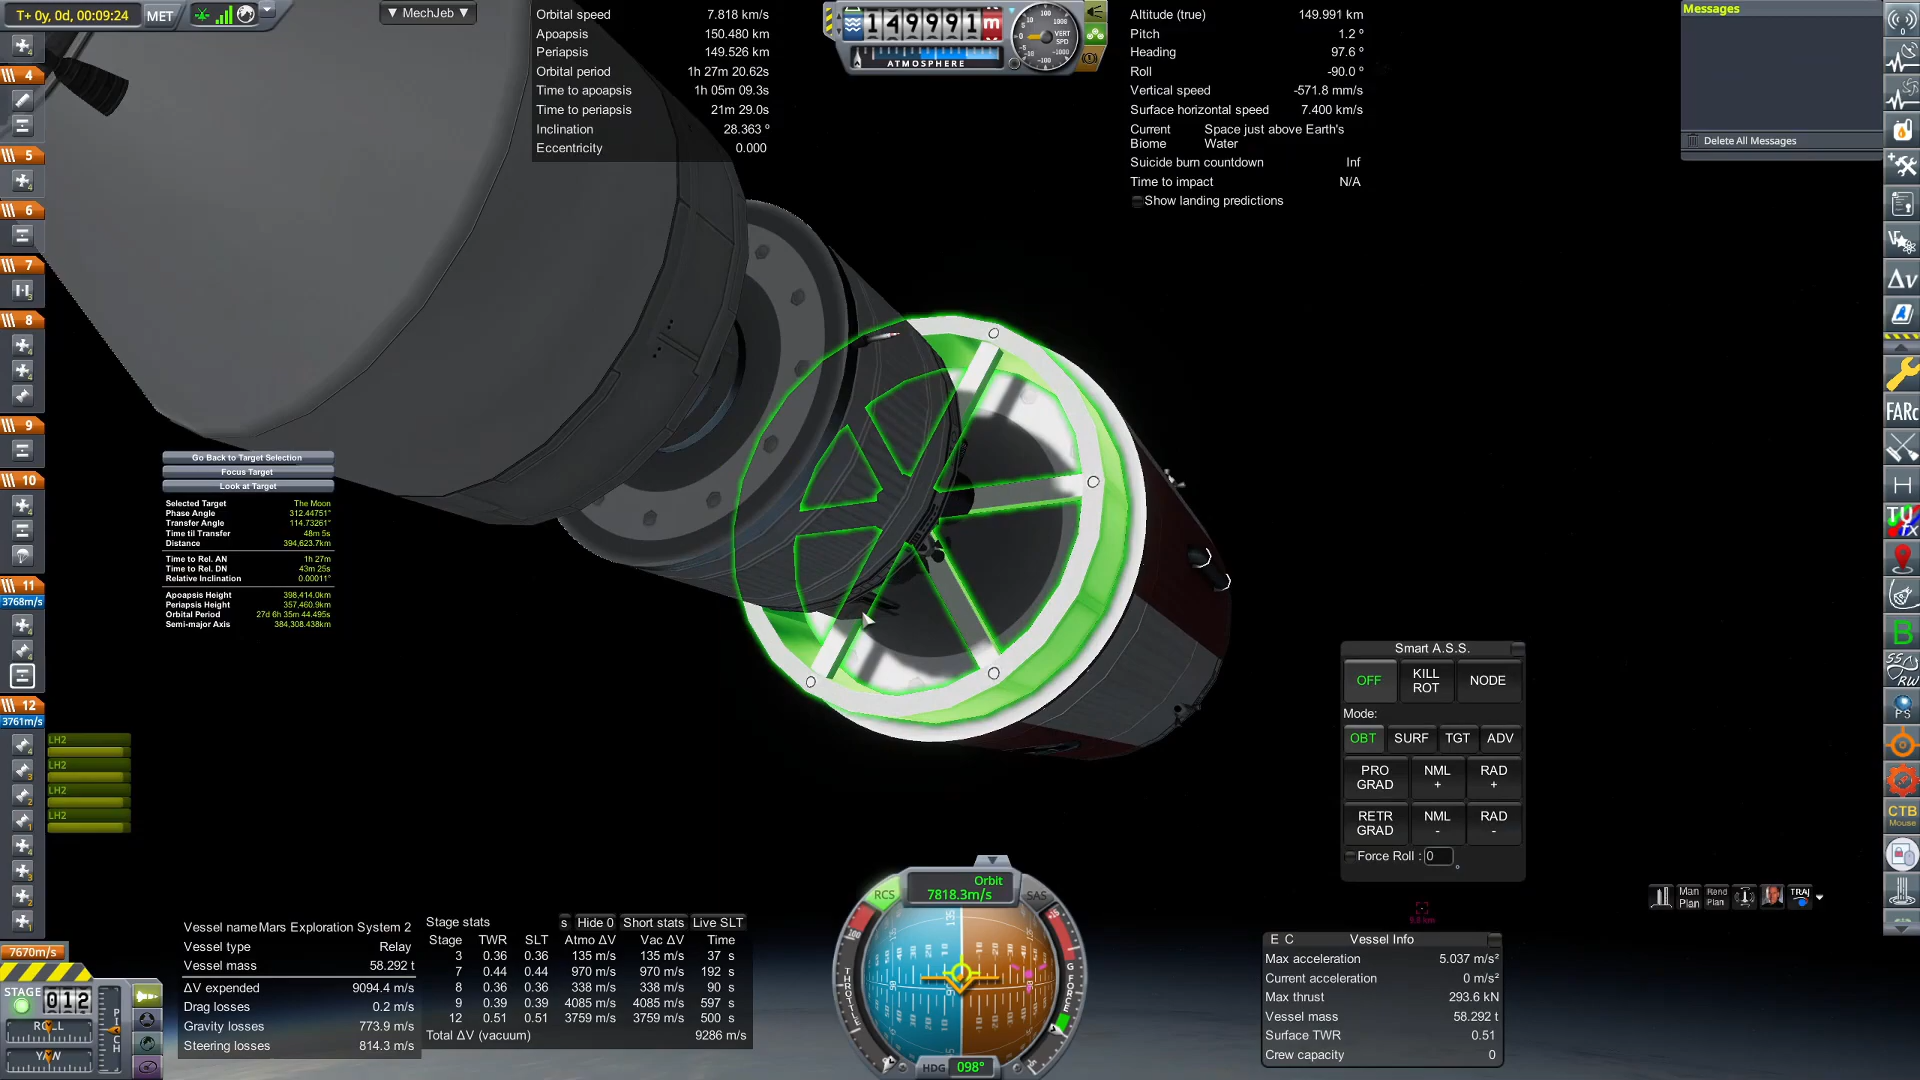 T+ 0y, 0d, 00:09:24 MET
▼ MechJeb ▼
Orbital speed 7.818 km/s
Apoapsis 150.480 km
Periapsis 149.526 km
Orbital period 1h 27m 20.62s
Time to apoapsis 1h 05m 09.3s
Time to periapsis 21m 29.0s
Inclination 28.363 º
Eccentricity 0.000
149991 m
ATMOSPHERE
VERT SPD
Altitude (true) 149.991 km
Pitch 1.2 º
Heading 97.6 º
Roll -90.0 º
Vertical speed -571.8 mm/s
Surface horizontal speed 7.400 km/s
Current Biome Space just above Earth's Water
Suicide burn countdown Inf
Time to impact N/A
Show landing predictions
Messages
Delete All Messages
4
5
6
7
8
9
10
11
3768m/s
12
3761m/s
LH2
LH2
LH2
LH2
7670m/s
STAGE 012
ROLL
YAW
PITCH
Go Back to Target Selection
Focus Target
Look at Target
Selected Target The Moon
Phase Angle 312.44751°
Transfer Angle 114.73261°
Time til Transfer 48m 5s
Distance 394,623.7km
Time to Rel. AN 1h 27m
Time to Rel. DN 43m 25s
Relative Inclination 0.00011°
Apoapsis Height 398,414.0km
Periapsis Height 357,460.9km
Orbital Period 27d 6h 35m 44.495s
Semi-major Axis 384,308.438km
Vessel name Mars Exploration System 2
Vessel type Relay
Vessel mass 58.292 t
ΔV expended 9094.4 m/s
Drag losses 0.2 m/s
Gravity losses 773.9 m/s
Steering losses 814.3 m/s
Stage stats s Hide 0 Short stats Live SLT
Stage TWR SLT Atmo ΔV Vac ΔV Time
3 0.36 0.36 135 m/s 135 m/s 37 s
7 0.44 0.44 970 m/s 970 m/s 192 s
8 0.36 0.36 338 m/s 338 m/s 90 s
9 0.39 0.39 4085 m/s 4085 m/s 597 s
12 0.51 0.51 3759 m/s 3759 m/s 500 s
Total ΔV (vacuum) 9286 m/s
RCS
Orbit
7818.3m/s
SAS
THROTTLE
G FORCE
HDG 098°
Smart A.S.S.
OFF KILL ROT NODE
Mode:
OBT SURF TGT ADV
PRO GRAD NML + RAD +
RETR GRAD NML - RAD -
Force Roll : 0 °
Man Plan
Rend Plan
TRAJ
E C Vessel Info
Max acceleration 5.037 m/s²
Current acceleration 0 m/s²
Max thrust 293.6 kN
Vessel mass 58.292 t
Surface TWR 0.51
Crew capacity 0
Δv
FARc
B
RW
PS
CTB
Mouse